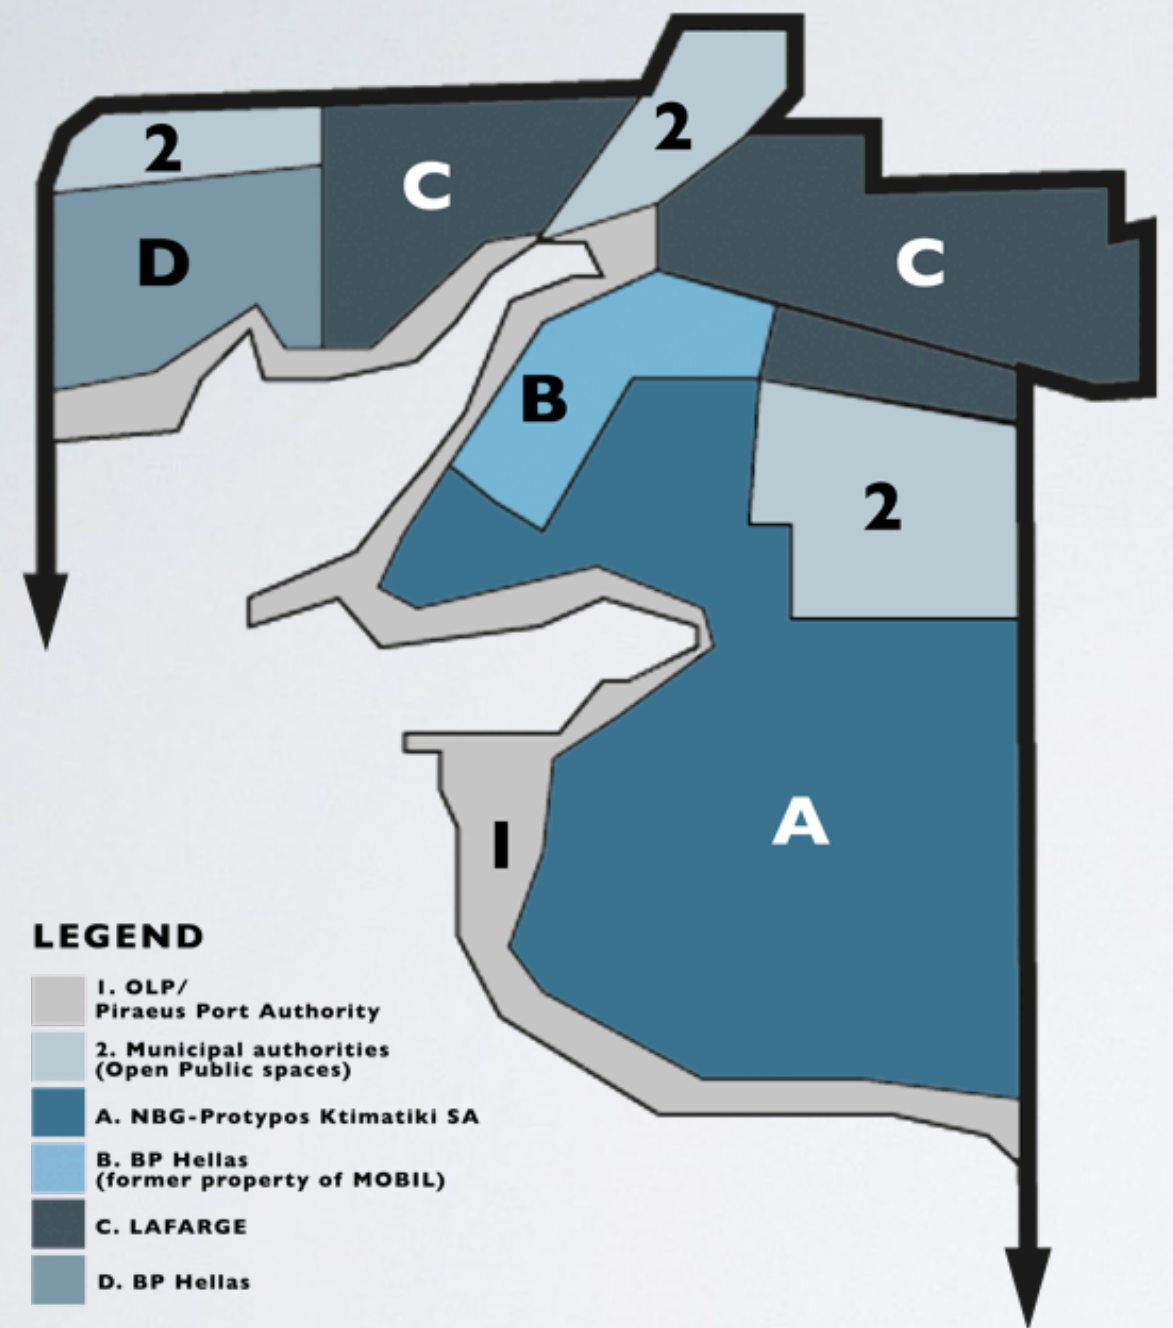 2
2
C
D
C
B
2
A
I
LEGEND
I. OLP/
Piraeus Port Authority
2. Municipal authorities
(Open Public spaces)
A. NBG-Protypos Ktimatiki SA
B. BP Hellas
(former property of MOBIL)
C. LAFARGE
D. BP Hellas